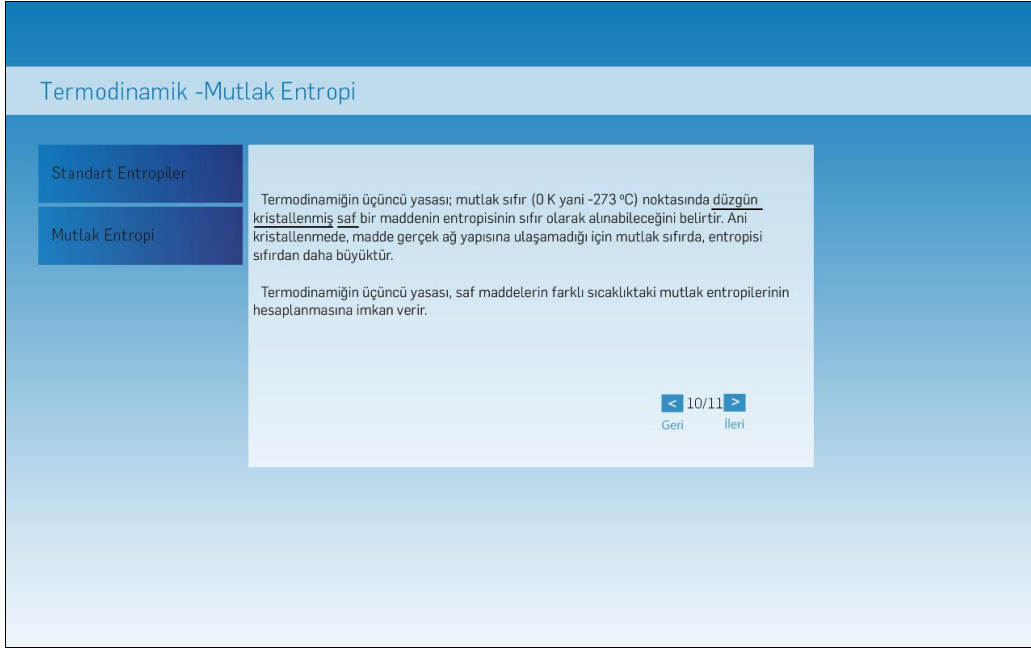 Termodinamik -Mutlak Entropi
Standart Entropiler
Mutlak Entropi
Termodinamiğin üçüncü yasası; mutlak sıfır (0 K yani -273 ºC) noktasında düzgün
kristallenmiş saf bir maddenin entropisinin sıfır olarak alınabileceğini belirtir. Ani
kristallenmede, madde gerçek ağ yapısına ulaşamadığı için mutlak sıfırda, entropisi
sıfırdan daha büyüktür.
Termodinamiğin üçüncü yasası, saf maddelerin farklı sıcaklıktaki mutlak entropilerinin
hesaplanmasına imkan verir.
< 10/11 >
Geri İleri